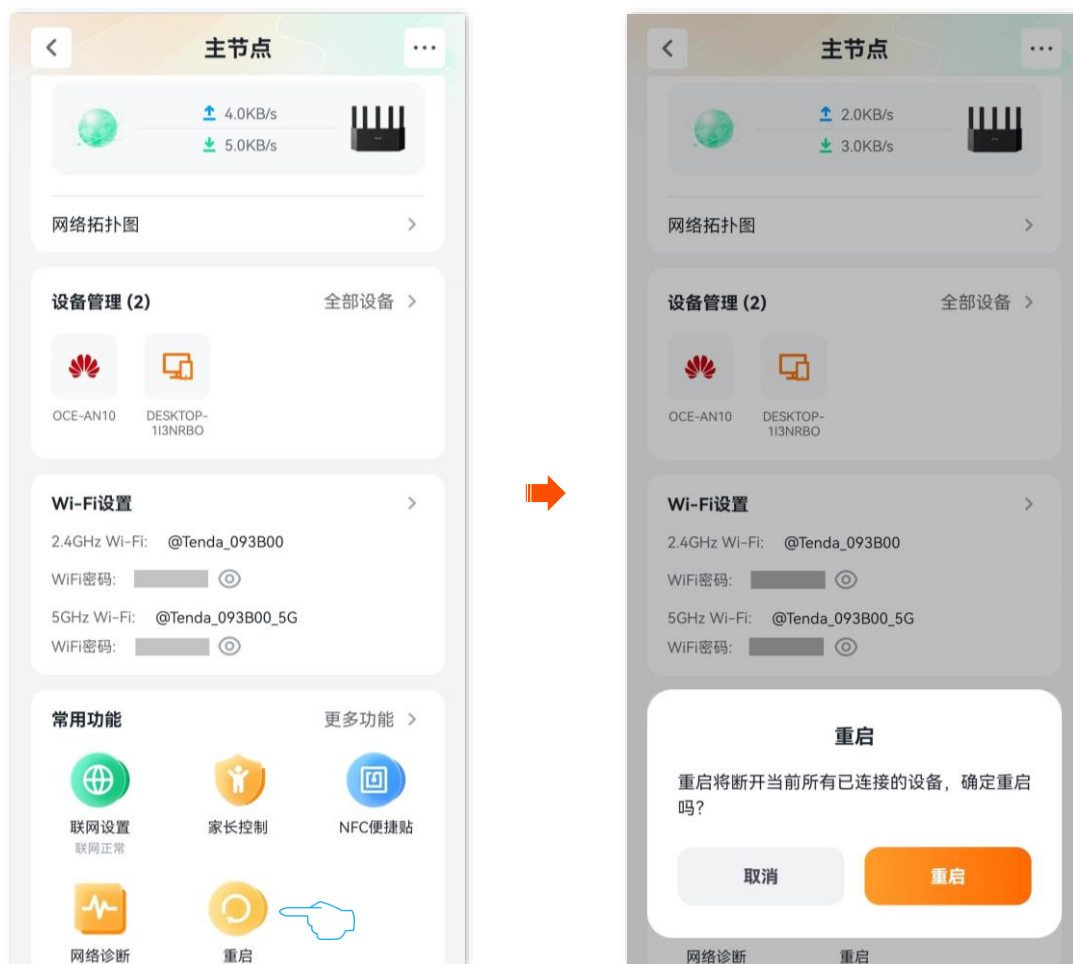 主节点
4.0KB/s
5.0KB/s
网络拓扑图
设备管理 (2)
全部设备
OCE-AN10
DESKTOP-
1I3NRBO
Wi-Fi设置
2.4GHz Wi-Fi: @Tenda_093B00
WiFi密码:
5GHz Wi-Fi: @Tenda_093B00_5G
WiFi密码:
常用功能
更多功能
联网设置
联网正常
家长控制
NFC便捷贴
网络诊断
重启
主节点
2.0KB/s
3.0KB/s
网络拓扑图
设备管理 (2)
全部设备
OCE-AN10
DESKTOP-
1I3NRBO
Wi-Fi设置
2.4GHz Wi-Fi: @Tenda_093B00
WiFi密码:
5GHz Wi-Fi: @Tenda_093B00_5G
WiFi密码:
重启
重启将断开当前所有已连接的设备，确定重启
吗？
取消
重启
网络诊断
重启